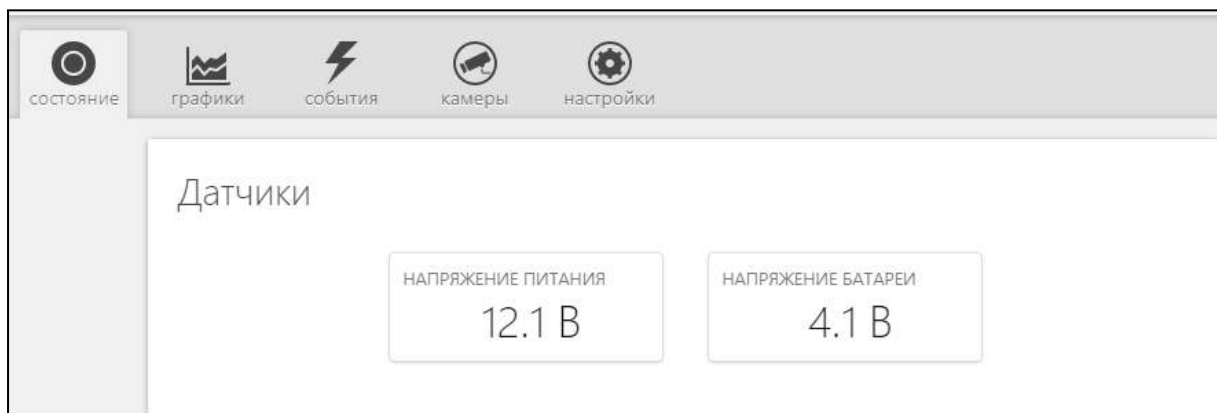 состояние графики события камеры настройки
Датчики
НАПРЯЖЕНИЕ ПИТАНИЯ НАПРЯЖЕНИЕ БАТАРЕИ
12.1 В 4.1 В